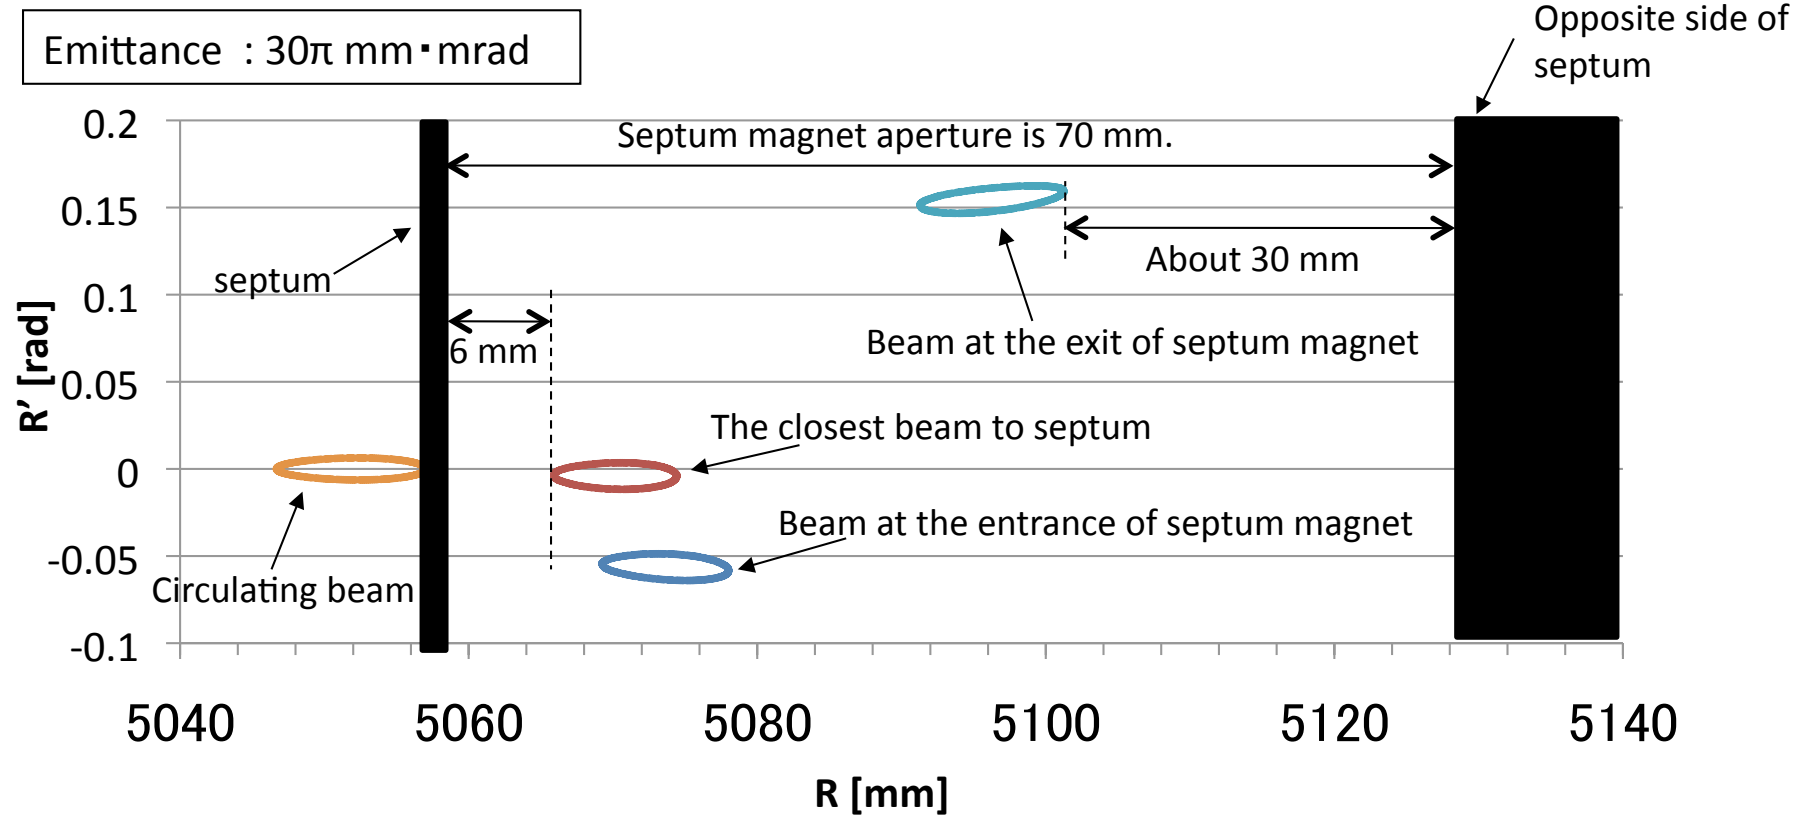 Emittance : 30π mm･mrad
Opposite side of
septum
Septum magnet aperture is 70 mm.
0.2
0.15
0.1
0.05
0
-0.05
-0.1
R’ [rad]
septum
About 30 mm
6 mm
Beam at the exit of septum magnet
The closest beam to septum
Beam at the entrance of septum magnet
Circulating beam
5040 5060 5080 5100 5120 5140
R [mm]